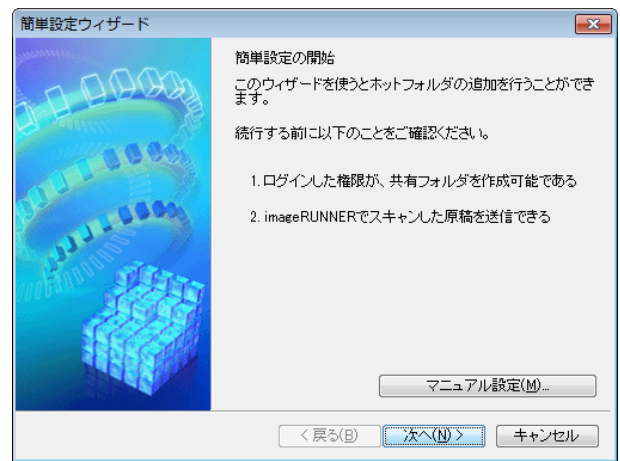 簡単設定ウィザード
簡単設定の開始
このウィザードを使うとホットフォルダの追加を行うことができ
ます。
続行する前に以下のことをご確認ください。
1.ログインした権限が、共有フォルダを作成可能である
2. imageRUNNERでスキャンした原稿を送信できる
マニュアル設定(M)...
< 戻る(B)
次へ(N) >
キャンセル